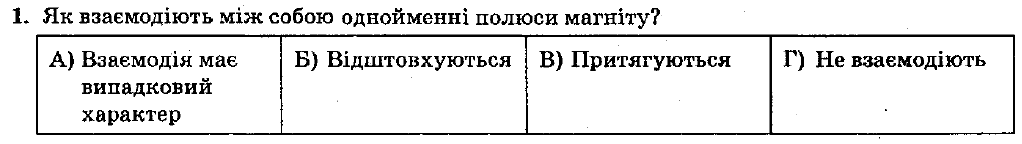 1. Як взаємодіють між собою однойменні полюси магніту?
А) Взаємодія має випадковий характер
Б) Відштовхуються
В) Притягуються
Г) Не взаємодіють